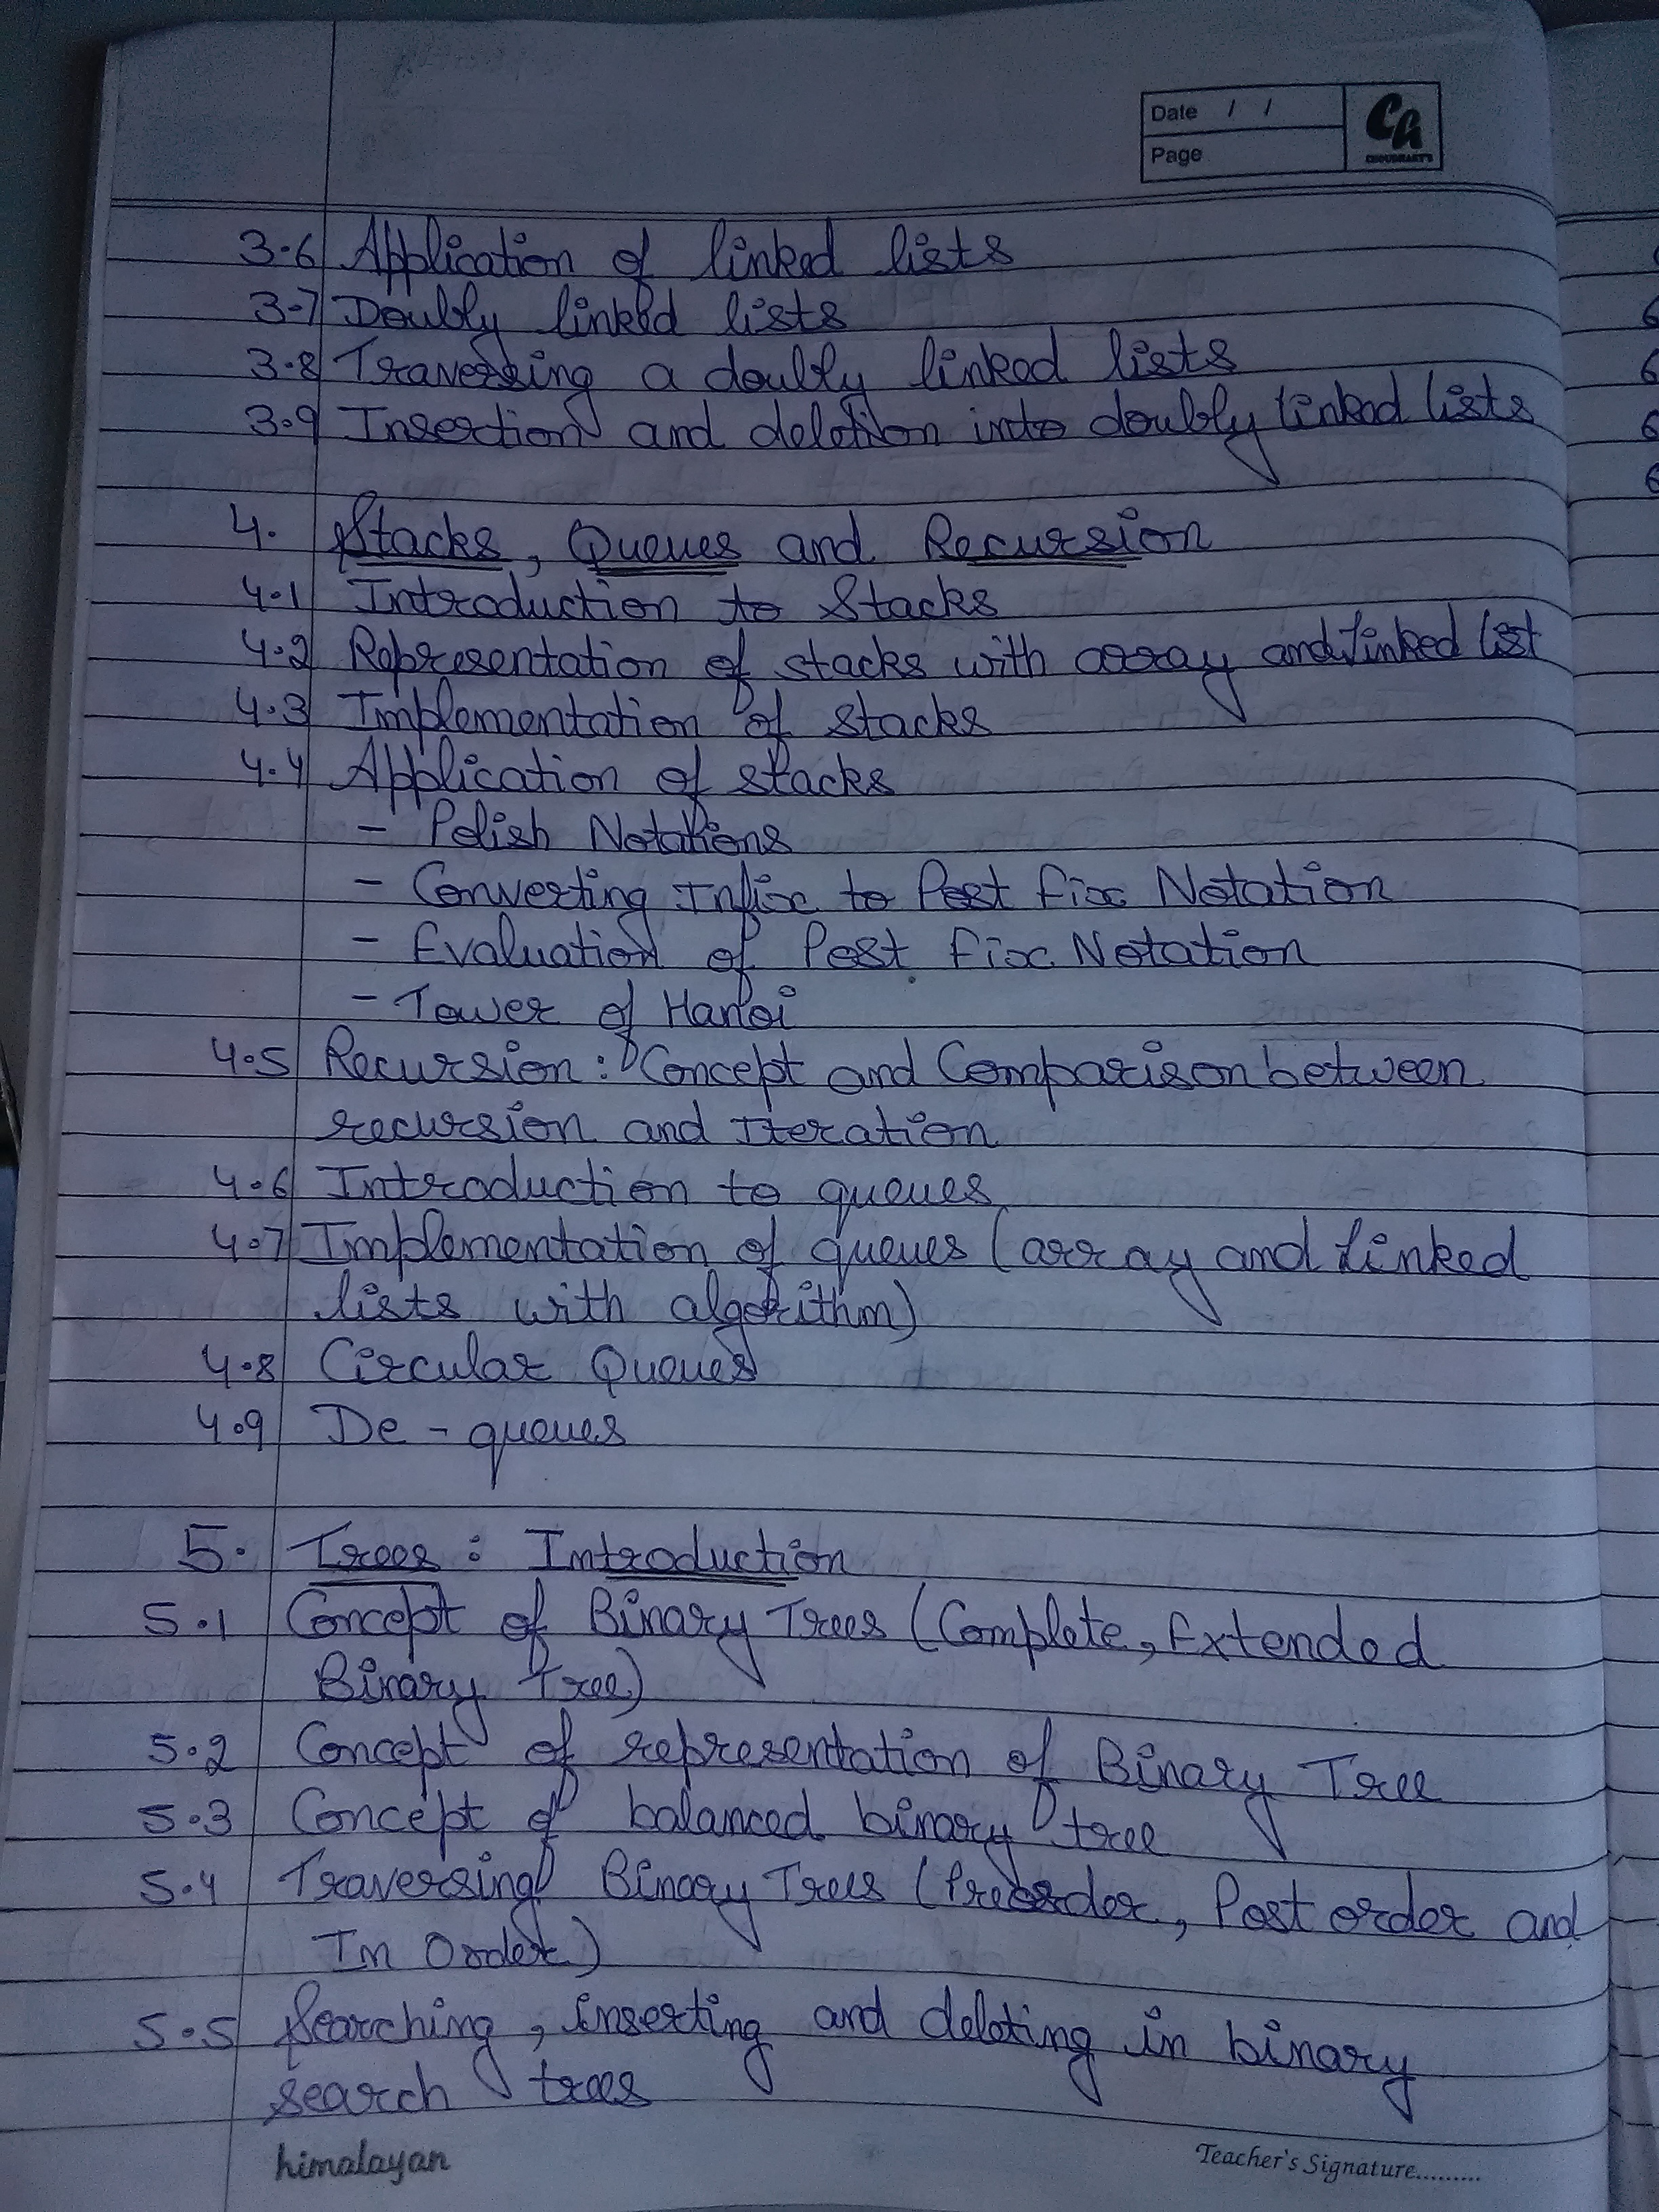 Date / /
Page
CHOUDHARY'S
3.6 Application of linked lists
3.7 Doubly linked lists
3.8 Traversing a doubly linked lists
3.9 Insertion and deletion into doubly linked lists
4. Stacks, Queues and Recursion
4.1 Introduction to Stacks
4.2 Representation of stacks with array and linked list
4.3 Implementation of stacks
4.4 Application of stacks
- Polish Notations
- Converting Infix to Post Fix Notation
- Evaluation of Post Fix Notation
- Tower of Hanoi
4.5 Recursion: Concept and Comparison between
recursion and Iteration
4.6 Introduction to queues
4.7 Implementation of queues (array and linked
lists with algorithm)
4.8 Circular Queues
4.9 De-queues
5. Trees: Introduction
5.1 Concept of Binary Trees (Complete, Extended
Binary Tree)
5.2 Concept of representation of Binary Tree
5.3 Concept of balanced binary tree
5.4 Traversing Binary Trees (Preorder, Post order and
In Order)
5.5 Searching, inserting and deleting in binary
search trees
himalayan
Teacher's Signature.........